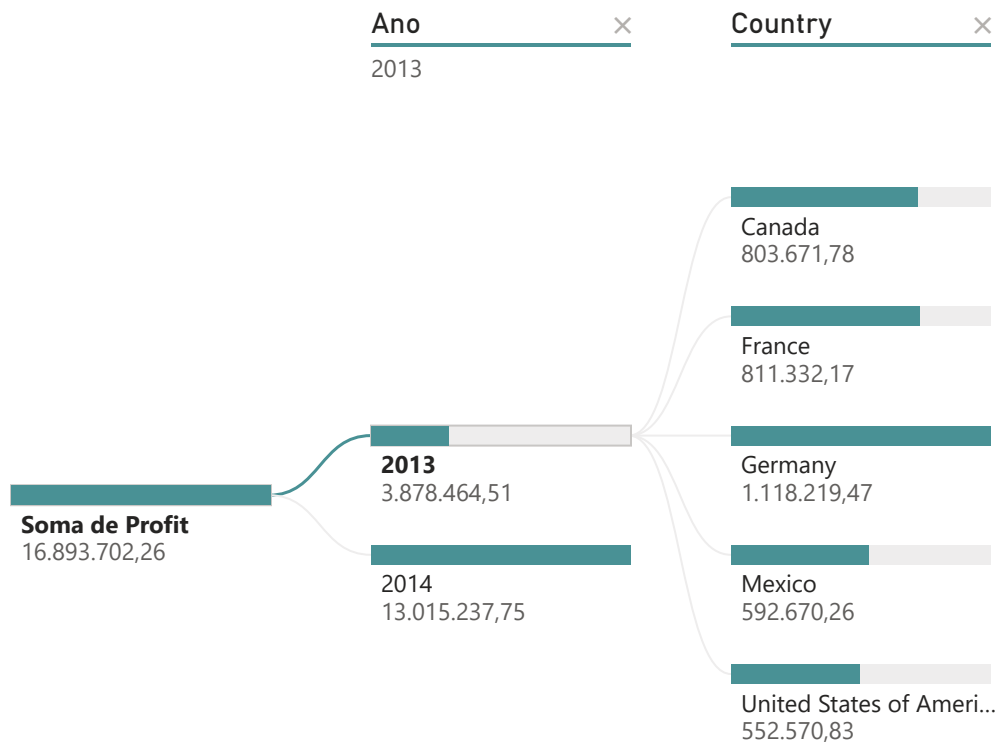 Ano
2013
Country
Soma de Profit
16.893.702,26
2013
3.878.464,51
2014
13.015.237,75
Canada
803.671,78
France
811.332,17
Germany
1.118.219,47
Mexico
592.670,26
United States of Ameri...
552.570,83